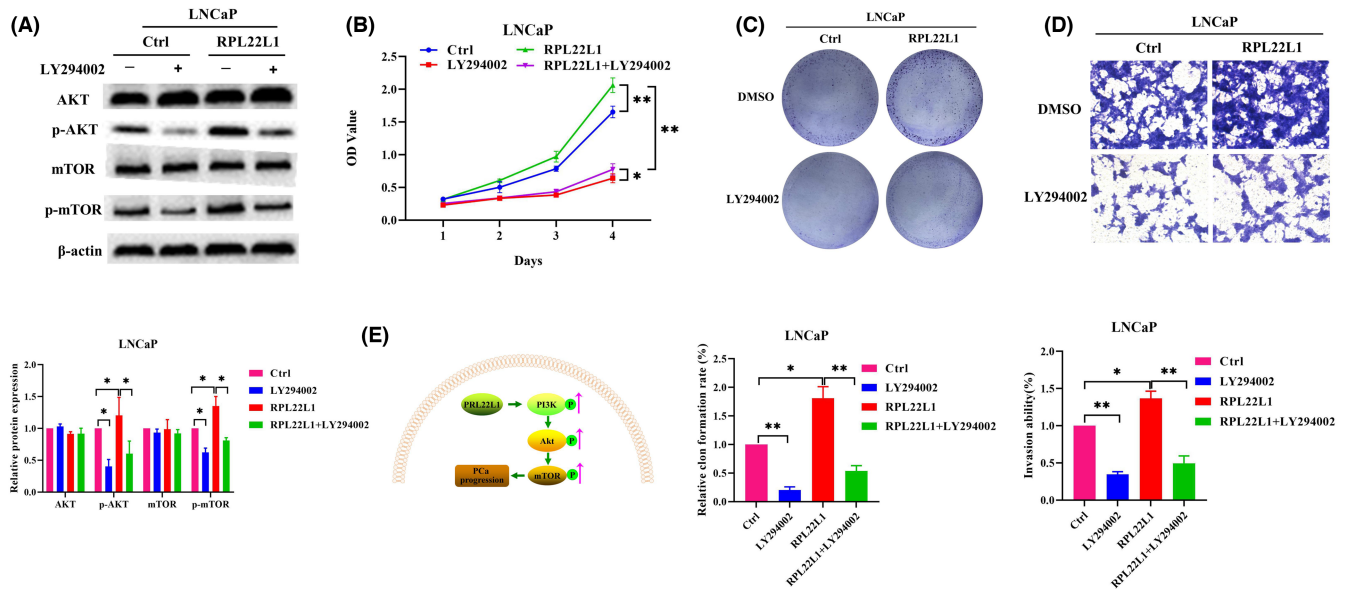 (A)
LNCaP
Ctrl RPL22L1
LY294002 — + — +
AKT
p-AKT
mTOR
p-mTOR
β-actin
LNCaP
Relative protein expression
2.0
1.5
1.0
0.5
0.0
AKT p-AKT mTOR p-mTOR
* * * * * *
Ctrl
LY294002
RPL22L1
RPL22L1+LY294002
(B)
LNCaP
Ctrl RPL22L1
LY294002 RPL22L1+LY294002
OD Value
2.5
2.0
1.5
1.0
0.5
0.0
1 2 3 4
Days
**
**
*
(C)
LNCaP
Ctrl RPL22L1
DMSO
LY294002
LNCaP
Relative clon formation rate (%)
2.5
2.0
1.5
1.0
0.5
0.0
* **
**
Ctrl LY294002 RPL22L1 RPL22L1+LY294002
Ctrl
LY294002
RPL22L1
RPL22L1+LY294002
(D)
LNCaP
Ctrl RPL22L1
DMSO
LY294002
LNCaP
Invasion ability(%)
2.0
1.5
1.0
0.5
0.0
* **
**
Ctrl LY294002 RPL22L1 RPL22L1+LY294002
Ctrl
LY294002
RPL22L1
RPL22L1+LY294002
(E)
PRL22L1 PI3K P
Akt P
PCa
progression
mTOR P